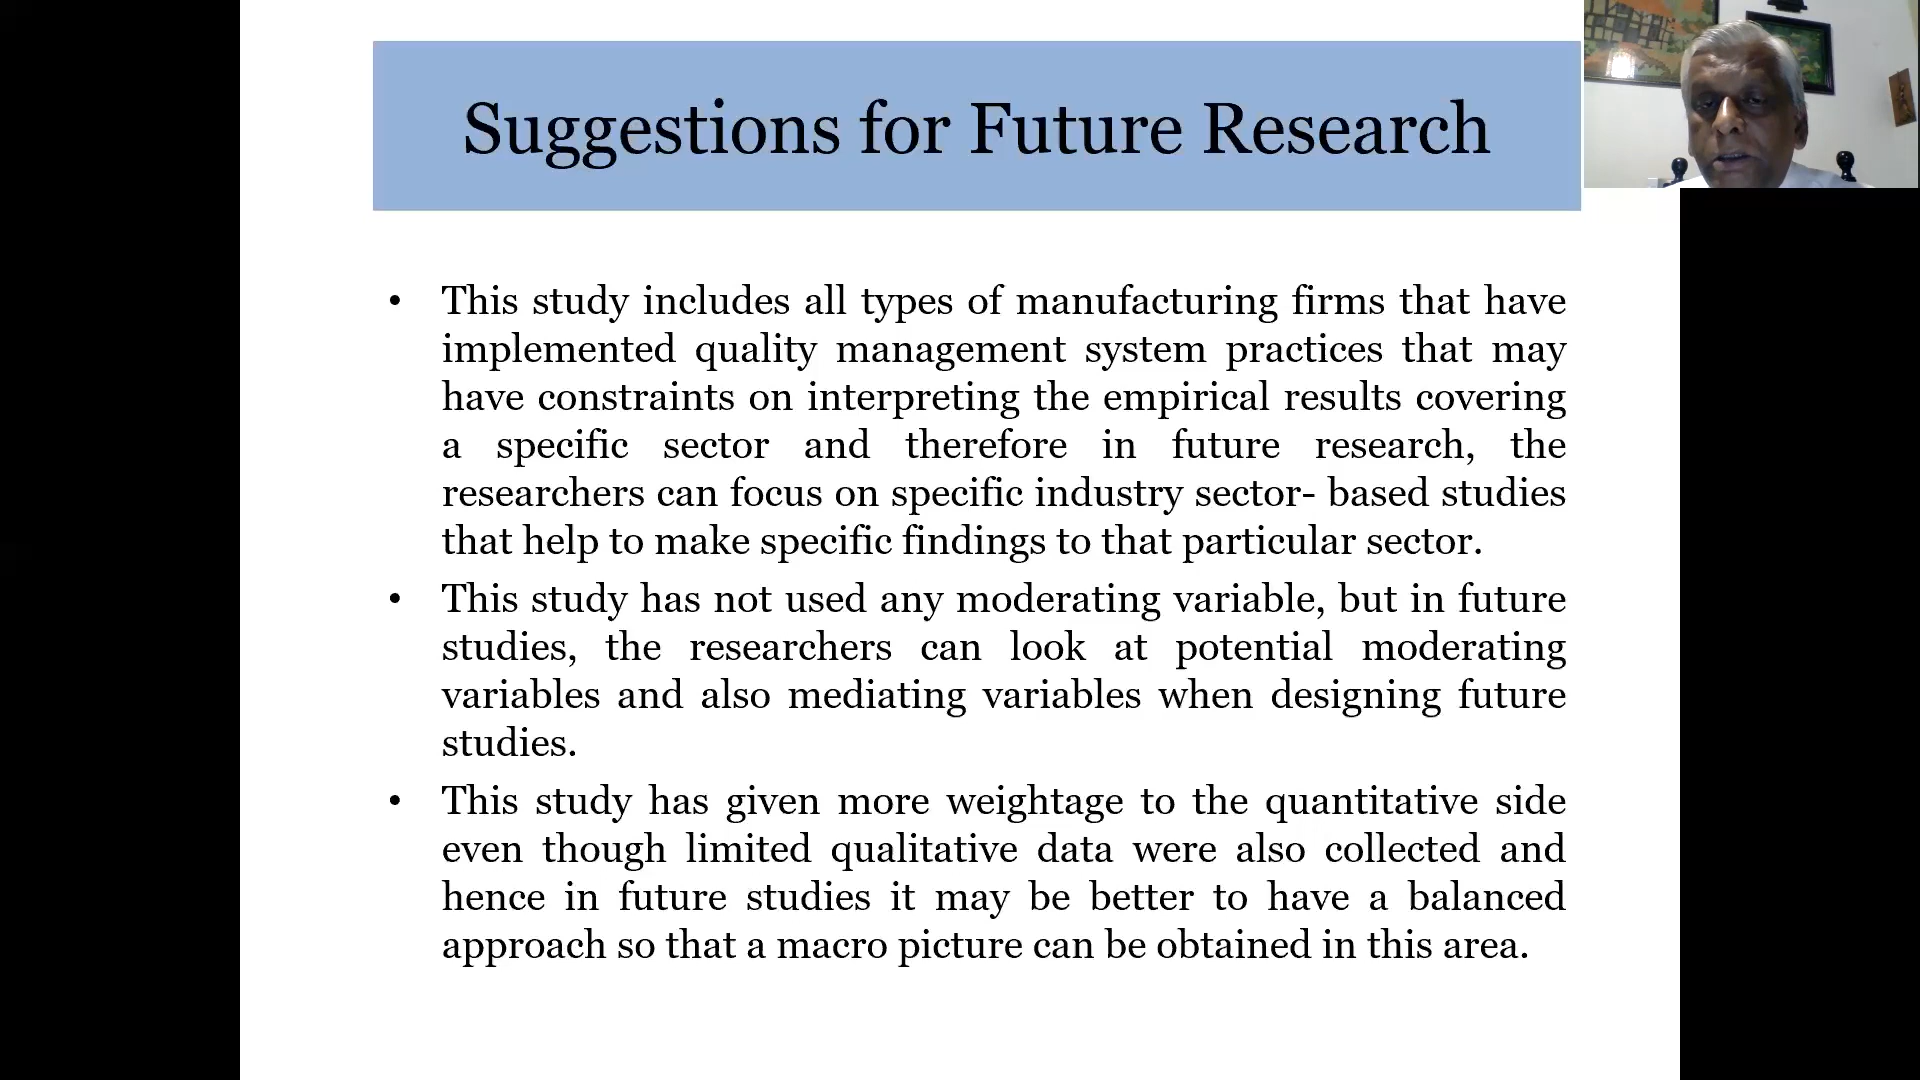 Suggestions for Future Research
• This study includes all types of manufacturing firms that have
implemented quality management system practices that may
have constraints on interpreting the empirical results covering
a specific sector and therefore in future research, the
researchers can focus on specific industry sector- based studies
that help to make specific findings to that particular sector.
• This study has not used any moderating variable, but in future
studies, the researchers can look at potential moderating
variables and also mediating variables when designing future
studies.
• This study has given more weightage to the quantitative side
even though limited qualitative data were also collected and
hence in future studies it may be better to have a balanced
approach so that a macro picture can be obtained in this area.